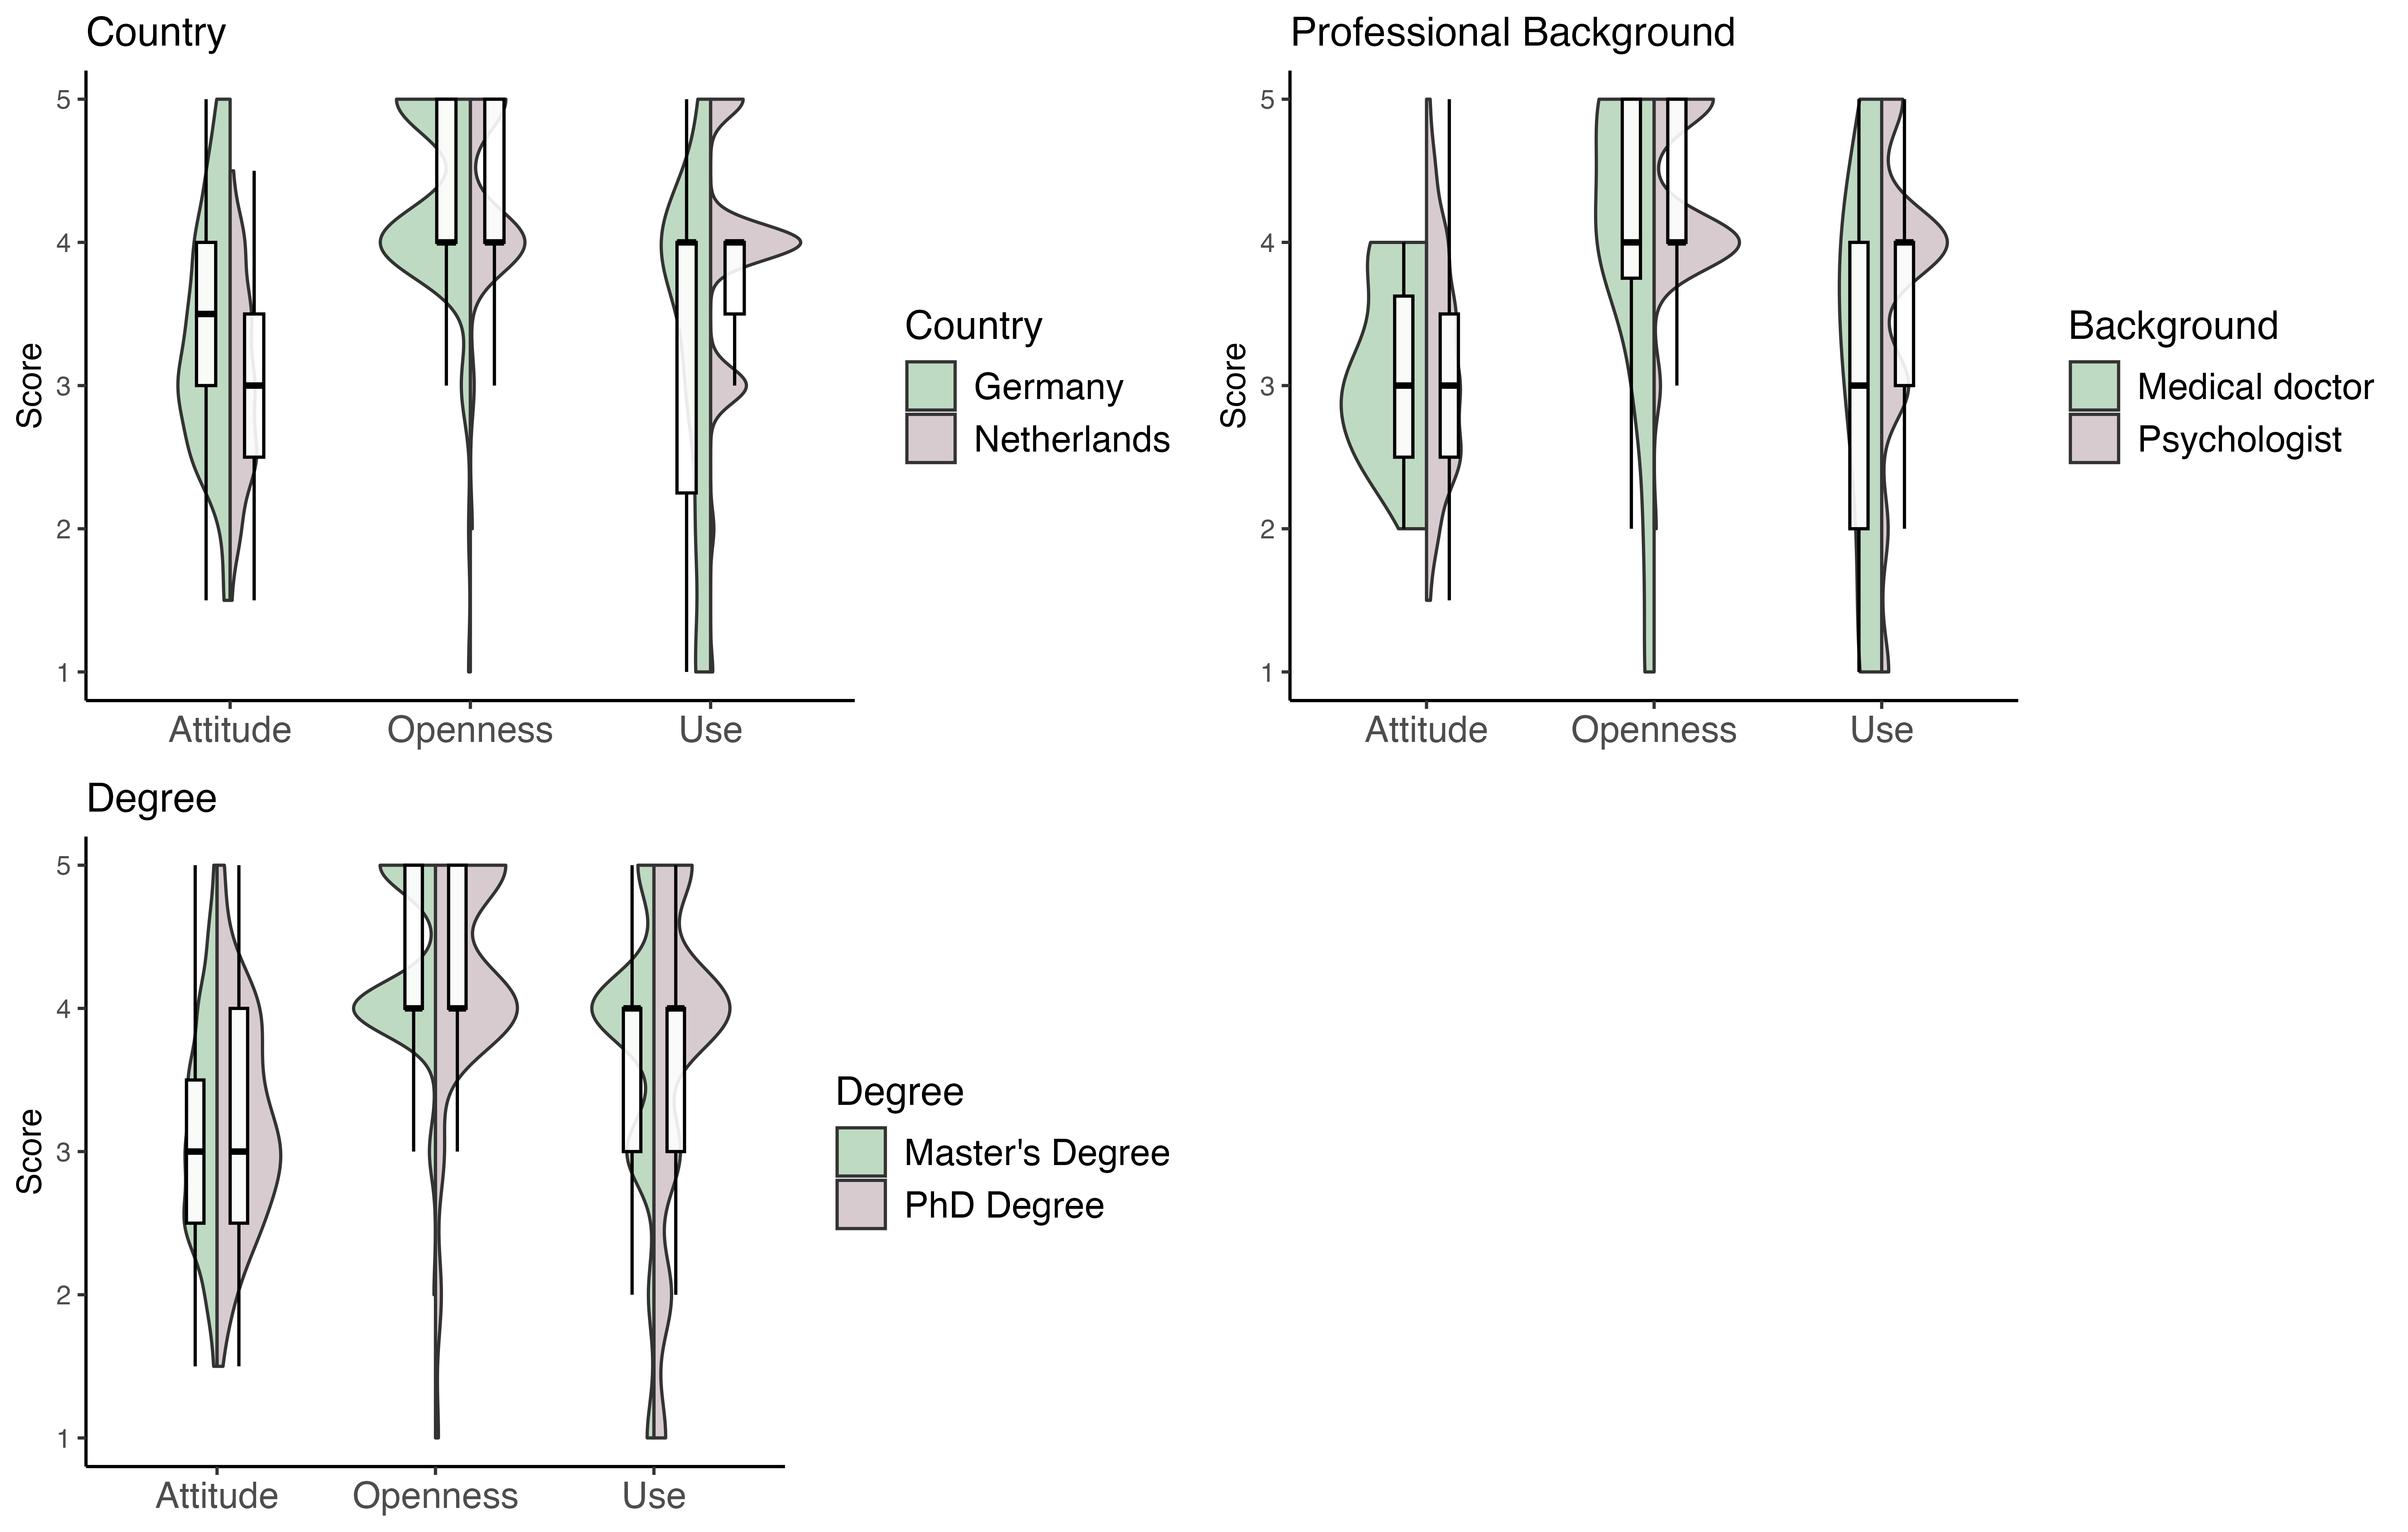 Country
Score
5
4
3
2
1
Attitude Openness Use
Country
Germany
Netherlands
Professional Background
Score
5
4
3
2
1
Attitude Openness Use
Background
Medical doctor
Psychologist
Degree
Score
5
4
3
2
1
Attitude Openness Use
Degree
Master's Degree
PhD Degree